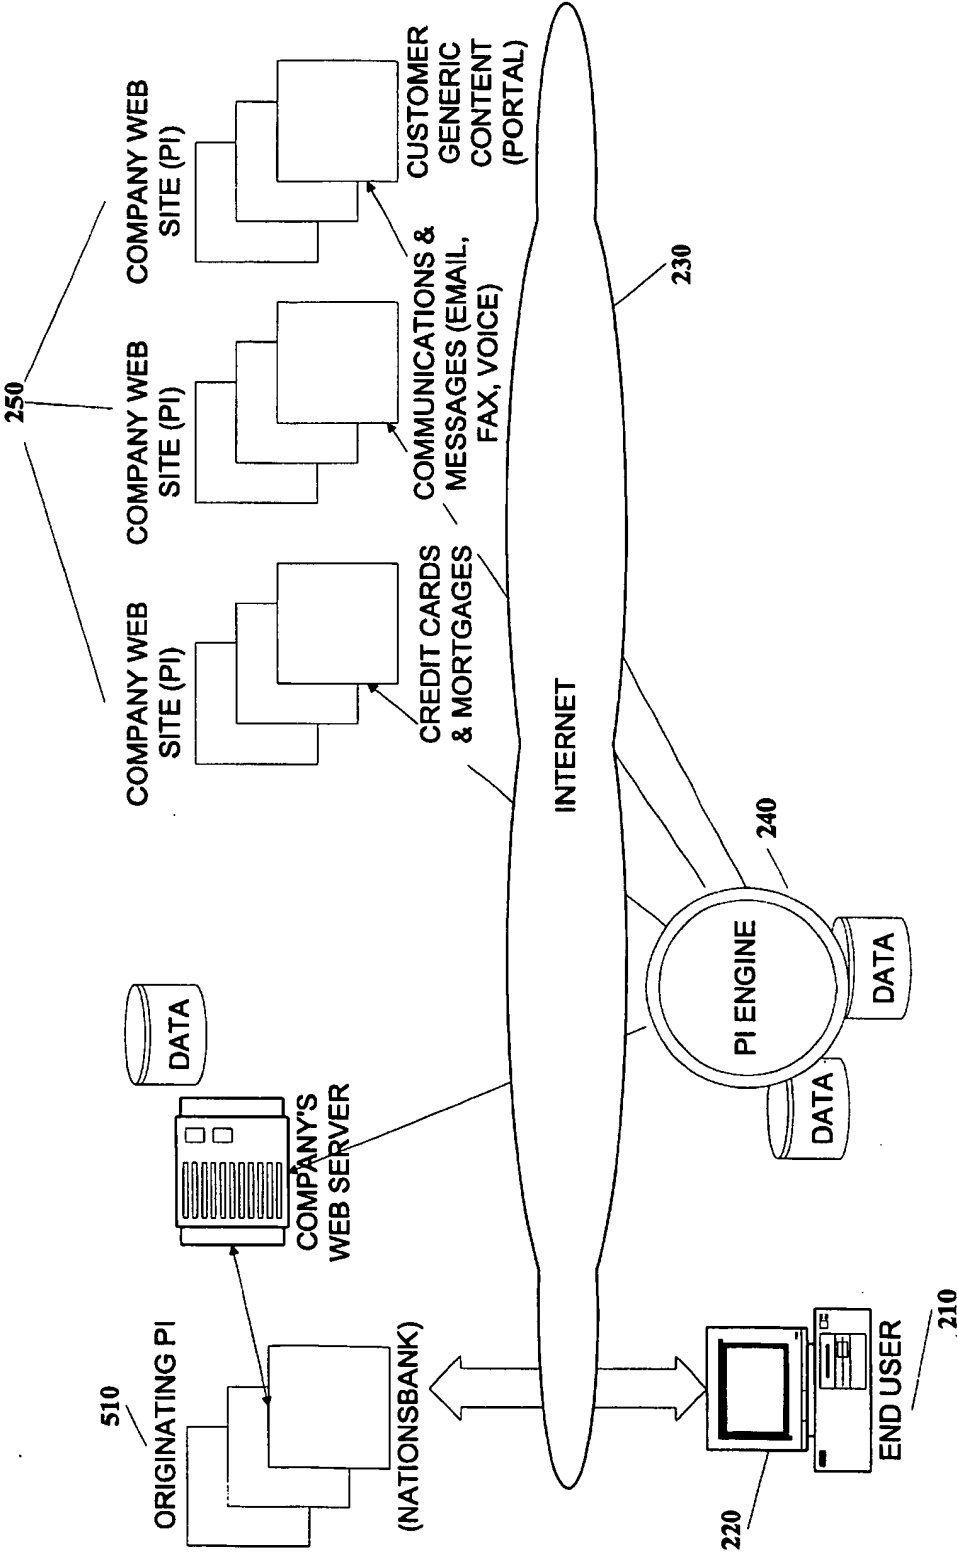 250
COMPANY WEB
SITE (PI)
COMPANY WEB
SITE (PI)
COMPANY WEB
SITE (PI)
510
ORIGINATING PI
(NATIONSBANK)
COMPANY'S
WEB SERVER
DATA
CREDIT CARDS
& MORTGAGES
COMMUNICATIONS &
MESSAGES (EMAIL,
FAX, VOICE)
CUSTOMER
GENERIC
CONTENT
(PORTAL)
INTERNET
230
220
END USER
210
PI ENGINE
240
DATA
DATA